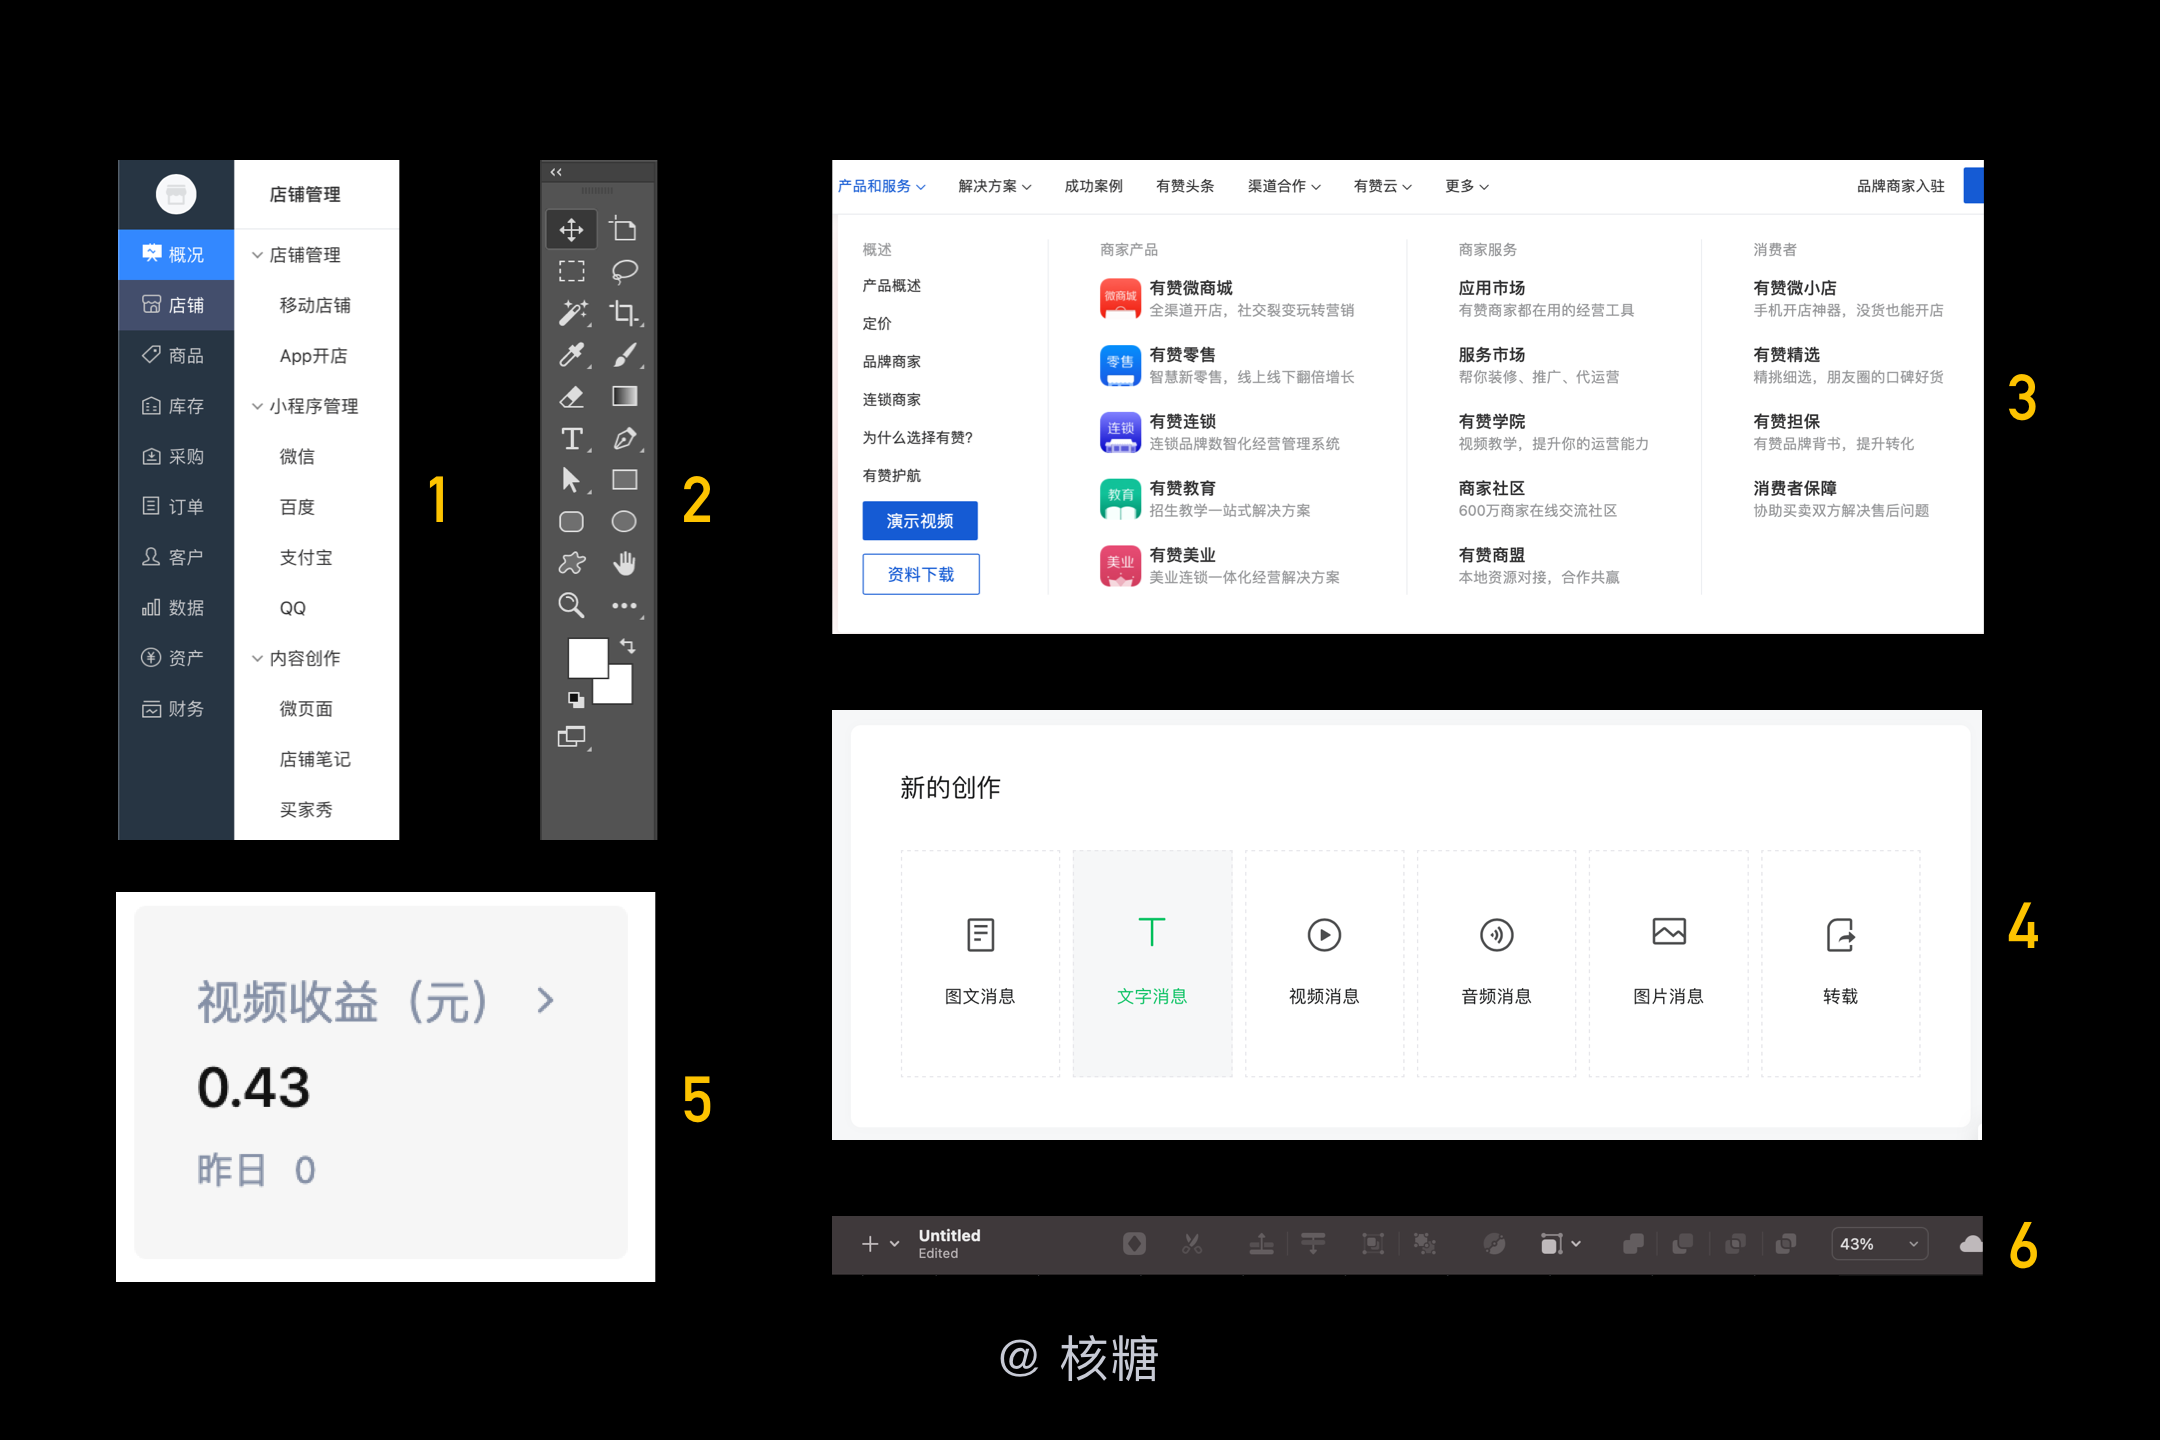 店铺管理
概况
店铺
商品
库存
采购
订单
客户
数据
资产
财务
店铺管理
移动店铺
App开店
小程序管理
微信
百度
支付宝
QQ
内容创作
微页面
店铺笔记
买家秀
1
2
产品和服务 解决方案 成功案例 有赞头条 渠道合作 有赞云 更多 品牌商家入驻
概述
产品概述
定价
品牌商家
连锁商家
为什么选择有赞?
有赞护航
演示视频
资料下载
商家产品
微商城
有赞微商城
全渠道开店，社交裂变玩转营销
零售
有赞零售
智慧新零售，线上线下翻倍增长
连锁
有赞连锁
连锁品牌数智化经营管理系统
教育
有赞教育
招生教学一站式解决方案
美业
有赞美业
美业连锁一体化经营解决方案
商家服务
应用市场
有赞商家都在用的经营工具
服务市场
帮你装修、推广、代运营
有赞学院
视频教学，提升你的运营能力
商家社区
600万商家在线交流社区
有赞商盟
本地资源对接，合作共赢
消费者
有赞微小店
手机开店神器，没货也能开店
有赞精选
精挑细选，朋友圈的口碑好货
有赞担保
有赞品牌背书，提升转化
消费者保障
协助买卖双方解决售后问题
3
新的创作
图文消息 文字消息 视频消息 音频消息 图片消息 转载
4
视频收益（元）
0.43
昨日 0
5
Untitled
Edited
43%
6
@ 核糖